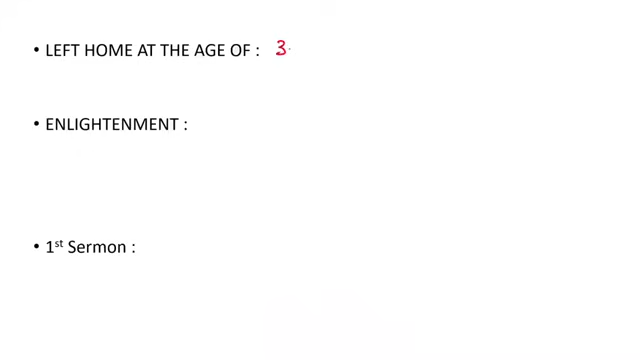 • LEFT HOME AT THE AGE OF : 3
• ENLIGHTENMENT :
• 1st Sermon :